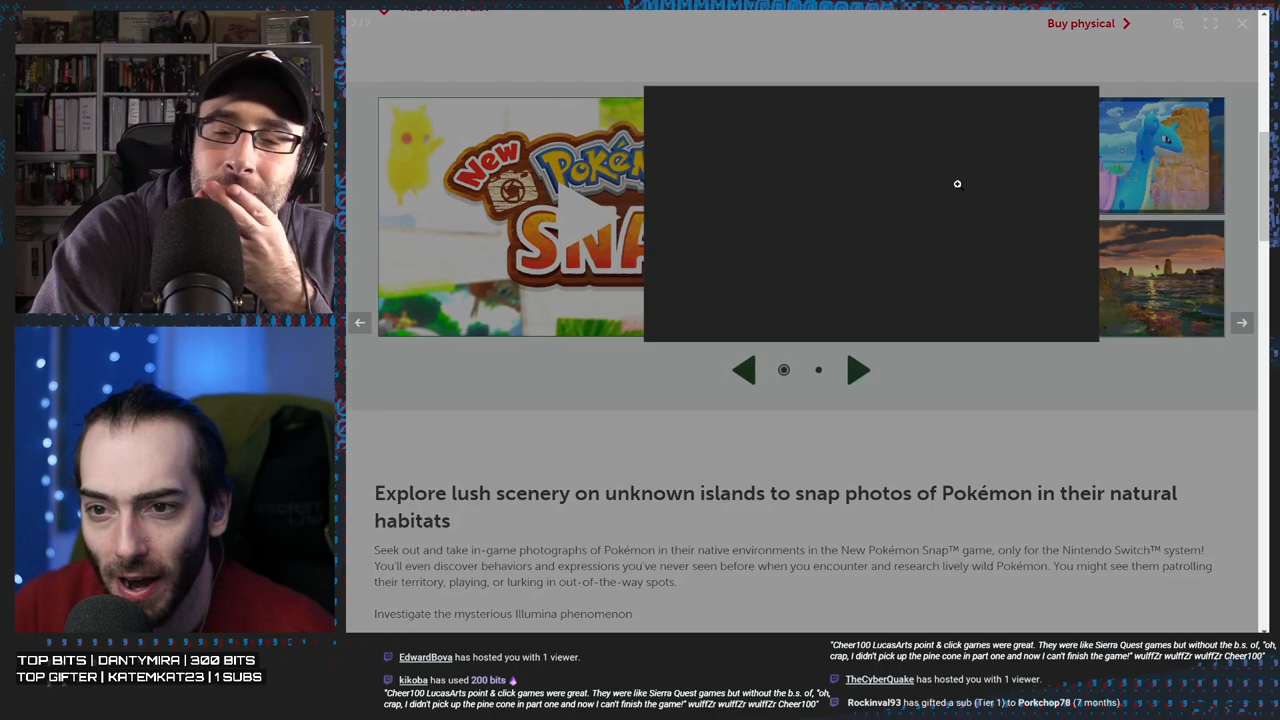 2 / 7
Buy physical
New Poké
SNA
Explore lush scenery on unknown islands to snap photos of Pokémon in their natural
habitats
Seek out and take in-game photographs of Pokémon in their native environments in the New Pokémon Snap™ game, only for the Nintendo Switch™ system!
You'll even discover behaviors and expressions you've never seen before when you encounter and research lively wild Pokémon. You might see them patrolling
their territory, playing, or lurking in out-of-the-way spots.
Investigate the mysterious Illumina phenomenon
TOP BITS | DANTYMIRA | 300 BITS
TOP GIFTER | KATEMKAT23 | 1 SUBS
EdwardBova has hosted you with 1 viewer.
kikoba has used 200 bits
"Cheer100 LucasArts point & click games were great. They were like Sierra Quest games but without the b.s. of, "oh,
crap, I didn't pick up the pine cone in part one and now I can't finish the game!" wulffZr wulffZr wulffZr Cheer100"
"Cheer100 LucasArts point & click games were great. They were like Sierra Quest games but without the b.s. of, "oh,
crap, I didn't pick up the pine cone in part one and now I can't finish the game!" wulffZr wulffZr wulffZr Cheer100"
TheCyberQuake has hosted you with 1 viewer.
Rockinval93 has gifted a sub (Tier 1) to Porkchop78 (7 months).